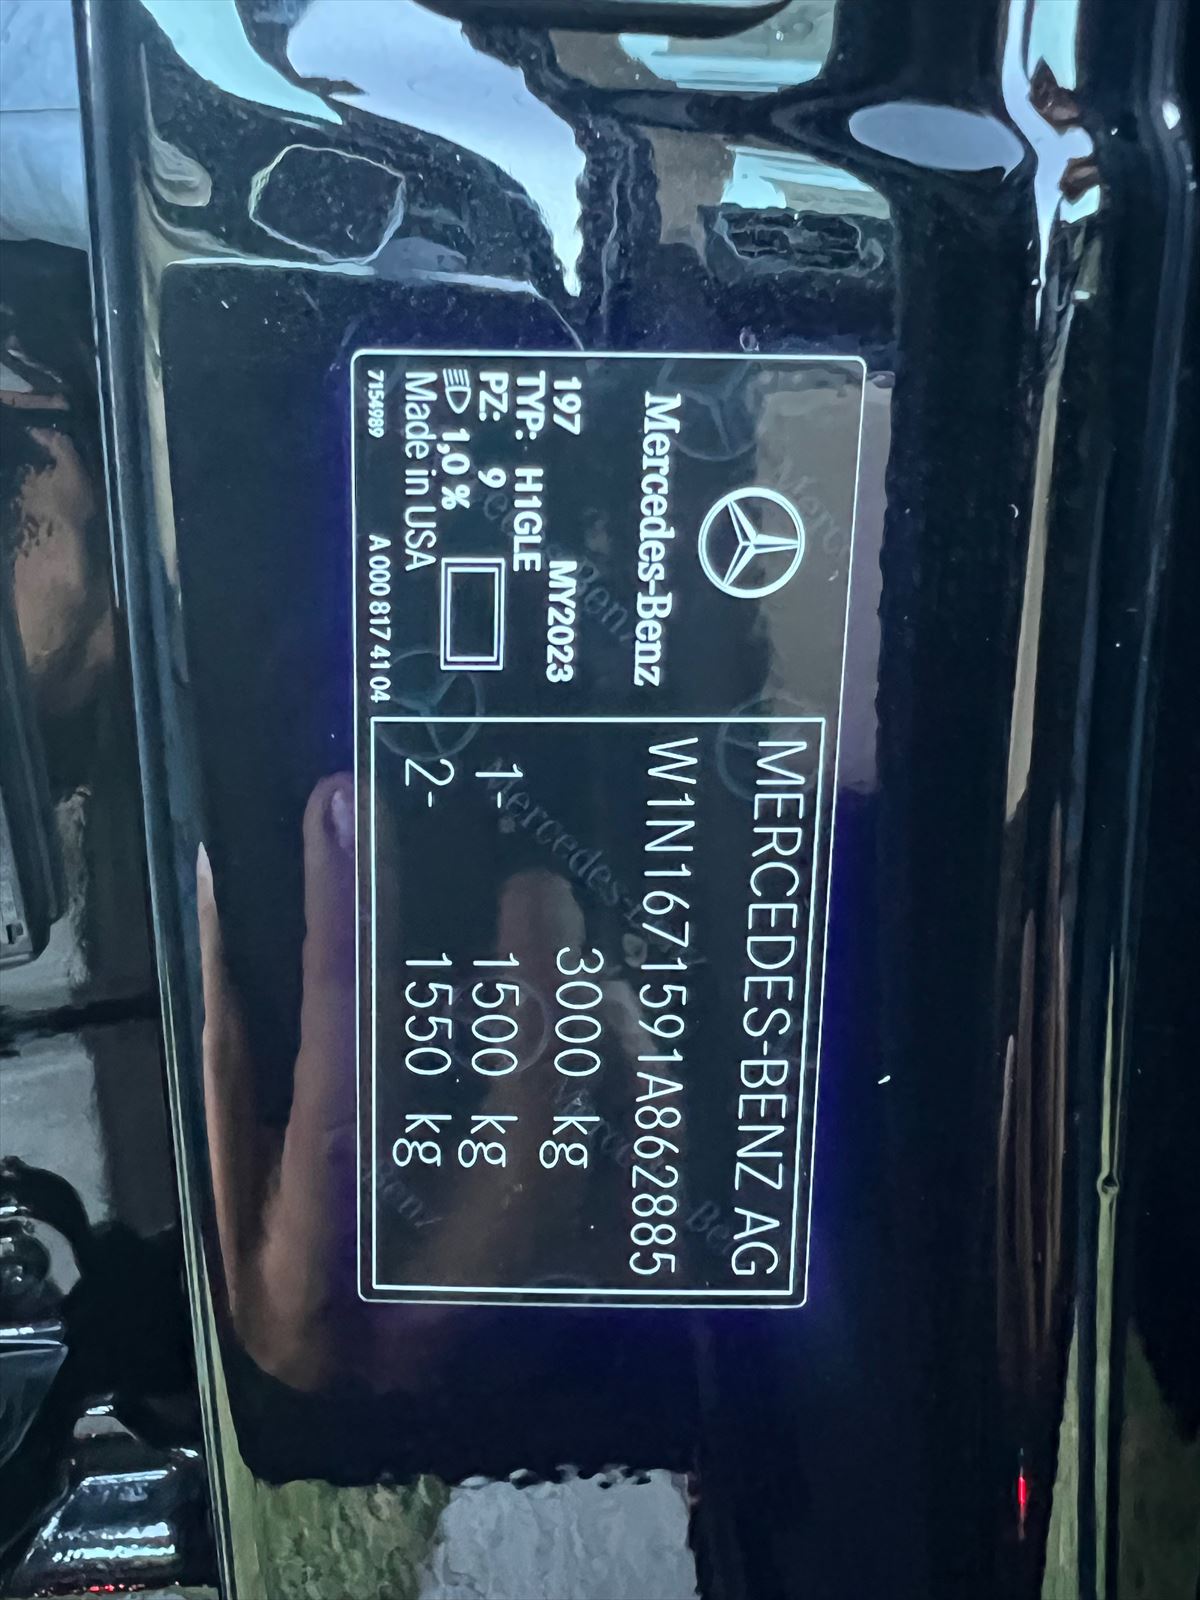 Mercedes-Benz
197 MY2023
TYP: H1GLE
PZ: 9
1,0 %
Made in USA
7154989 A 000 817 41 04
MERCEDES-BENZ AG
W1N1671591A862885
3000 kg
1- 1500 kg
2- 1550 kg